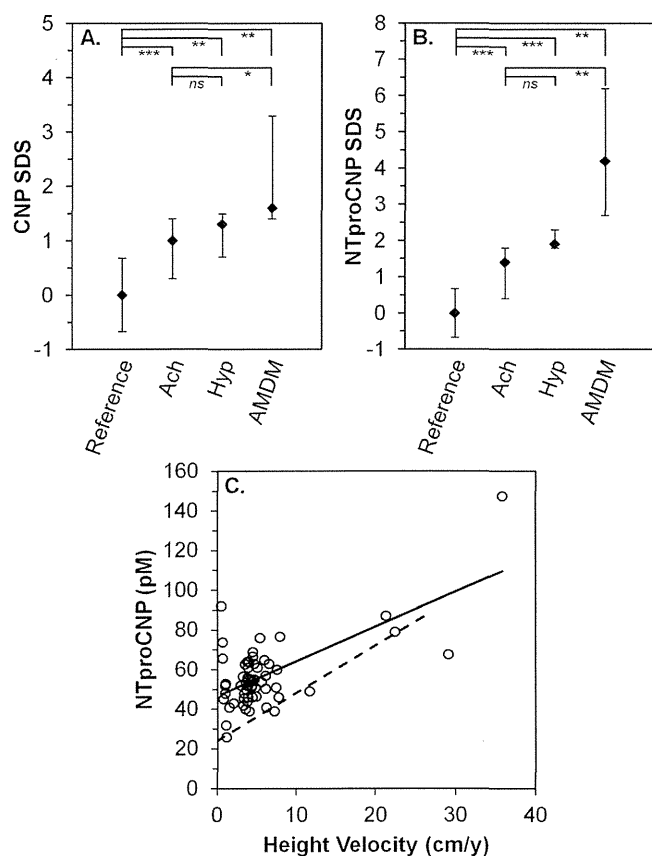 A.
CNP SDS
5
4
3
2
1
0
-1
**
**
***
*
ns
Reference
Ach
Hyp
AMDM
B.
NTproCNP SDS
8
7
6
5
4
3
2
1
0
-1
**
***
***
**
ns
Reference
Ach
Hyp
AMDM
C.
NTproCNP (pM)
160
140
120
100
80
60
40
20
0
0 10 20 30 40
Height Velocity (cm/y)